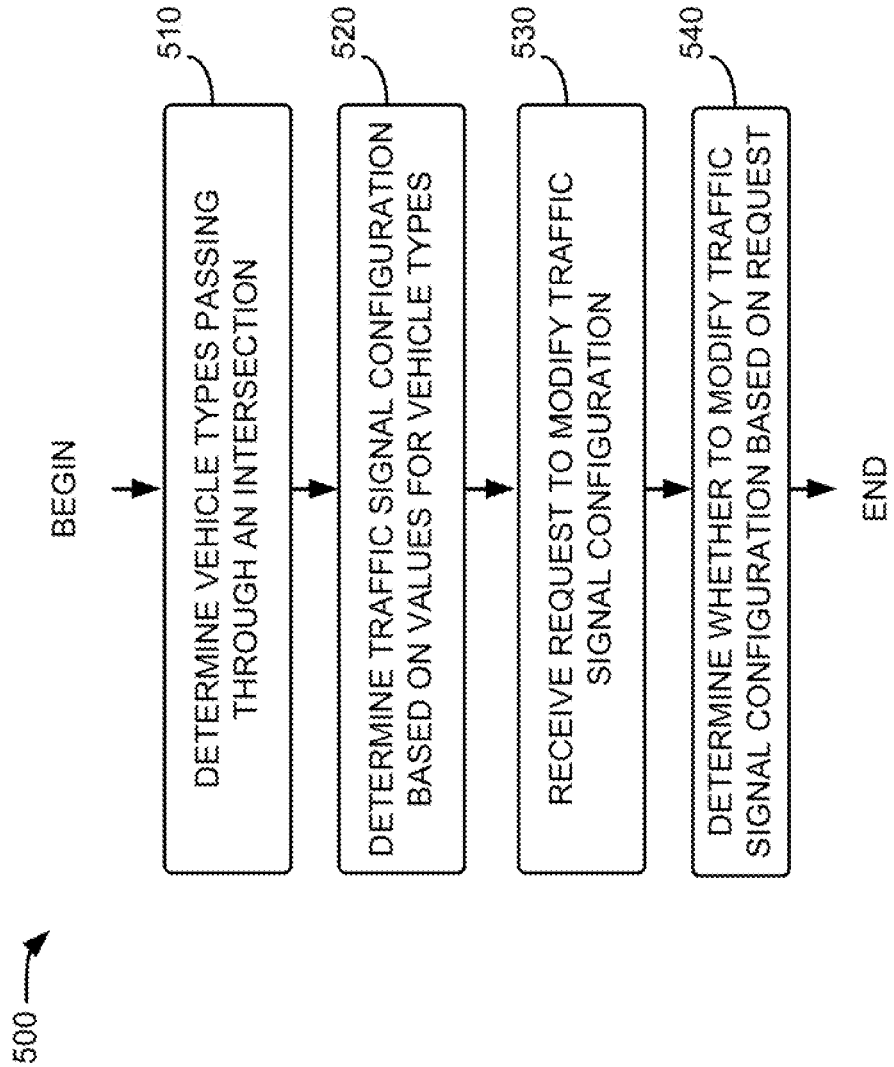 500
BEGIN
510
DETERMINE VEHICLE TYPES PASSING
THROUGH AN INTERSECTION
520
DETERMINE TRAFFIC SIGNAL CONFIGURATION
BASED ON VALUES FOR VEHICLE TYPES
530
RECEIVE REQUEST TO MODIFY TRAFFIC
SIGNAL CONFIGURATION
540
DETERMINE WHETHER TO MODIFY TRAFFIC
SIGNAL CONFIGURATION BASED ON REQUEST
END